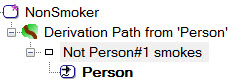 NonSmoker
Derivation Path from 'Person'
Not Person#1 smokes
Person